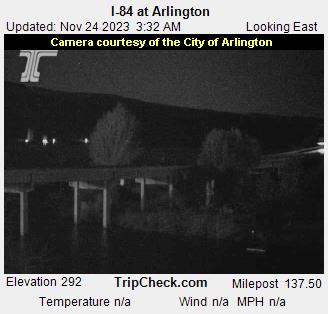 I-84 at Arlington
Updated: Nov 24 2023 3:32 AM Looking East
Camera courtesy of the City of Arlington
Elevation 292 TripCheck.com Milepost 137.50
Temperature n/a Wind n/a MPH n/a